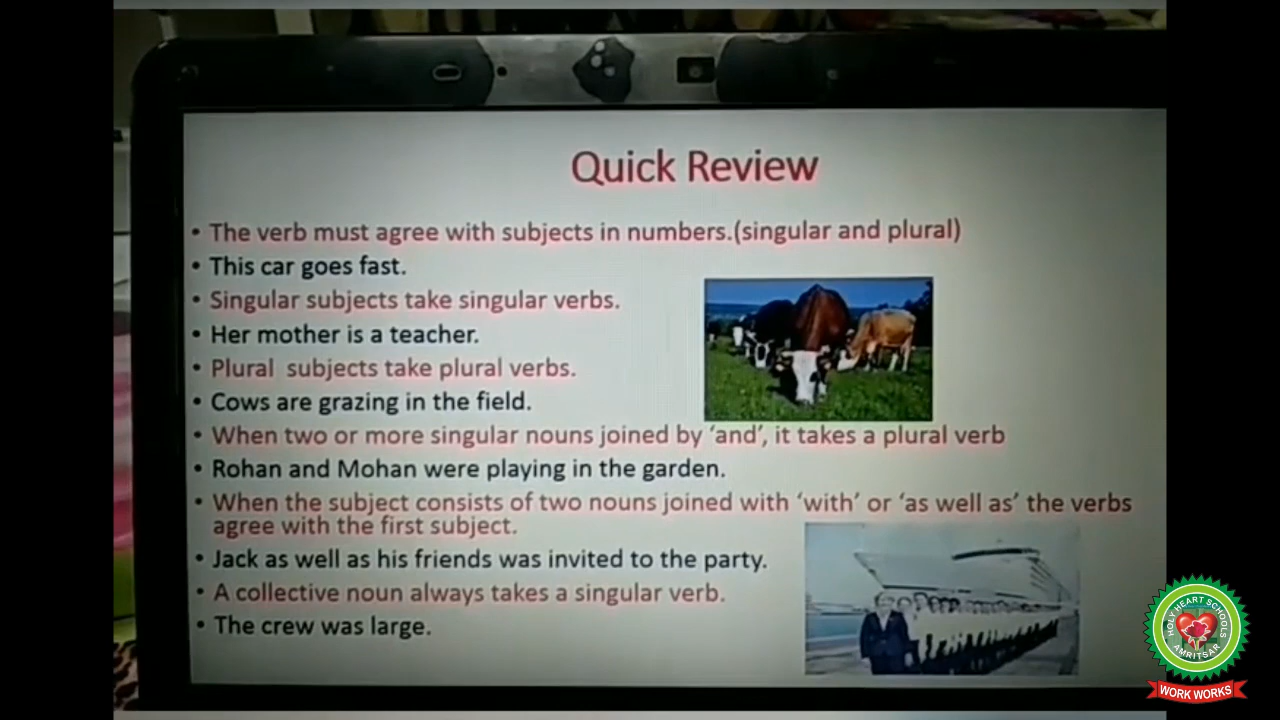 Quick Review
• The verb must agree with subjects in numbers.(singular and plural)
• This car goes fast.
• Singular subjects take singular verbs.
• Her mother is a teacher.
• Plural  subjects take plural verbs.
• Cows are grazing in the field.
• When two or more singular nouns joined by ‘and’, it takes a plural verb
• Rohan and Mohan were playing in the garden.
• When the subject consists of two nouns joined with ‘with’ or ‘as well as’ the verbs
agree with the first subject.
• Jack as well as his friends was invited to the party.
• A collective noun always takes a singular verb.
• The crew was large.
HOLY HEART SCHOOLS
AMRITSAR
WORK WORKS